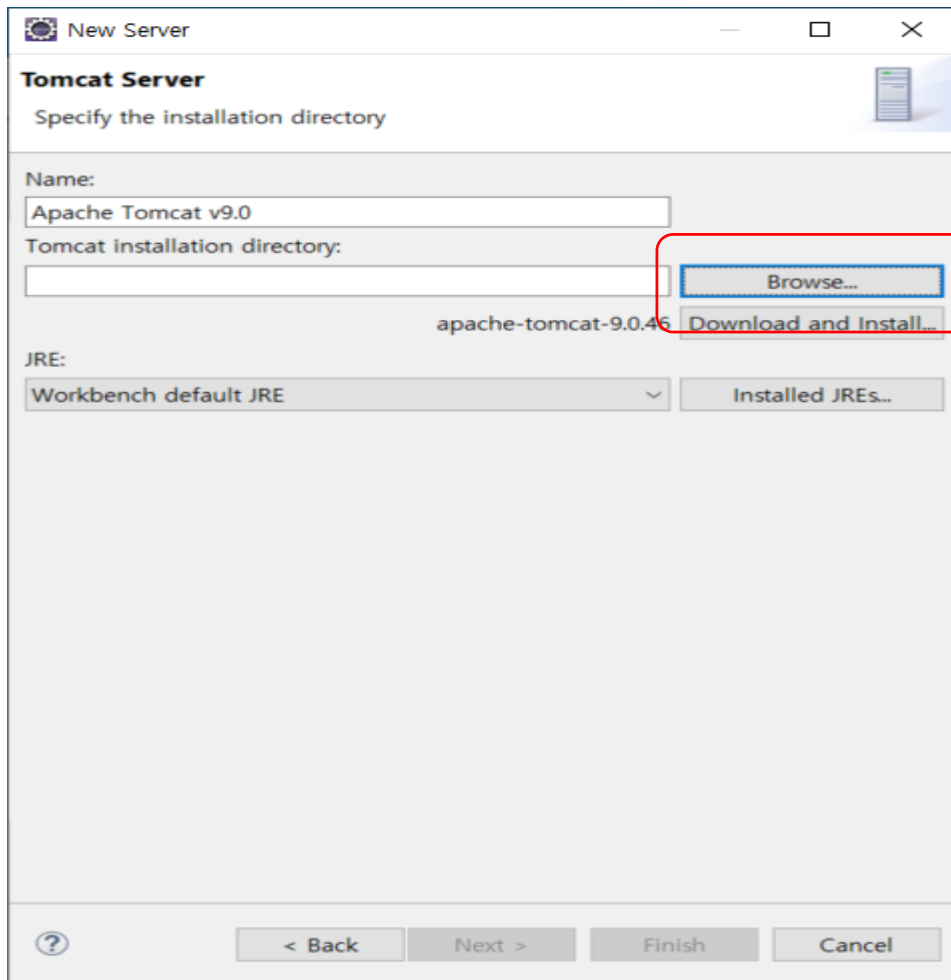 New Server
Tomcat Server
Specify the installation directory
Name:
Apache Tomcat v9.0
Tomcat installation directory:
Browse...
apache-tomcat-9.0.46 Download and Install...
JRE:
Workbench default JRE Installed JREs...
? < Back Next > Finish Cancel